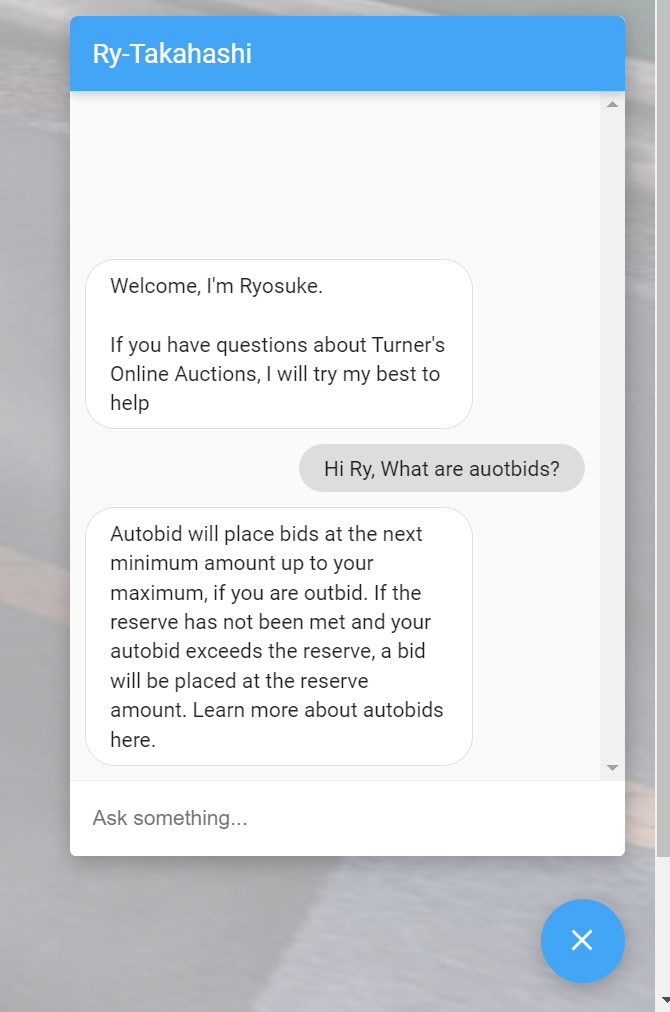 Ry-Takahashi
Welcome, I'm Ryosuke.
If you have questions about Turner's
Online Auctions, I will try my best to
help
Hi Ry, What are auotbids?
Autobid will place bids at the next
minimum amount up to your
maximum, if you are outbid. If the
reserve has not been met and your
autobid exceeds the reserve, a bid
will be placed at the reserve
amount. Learn more about autobids
here.
Ask something...